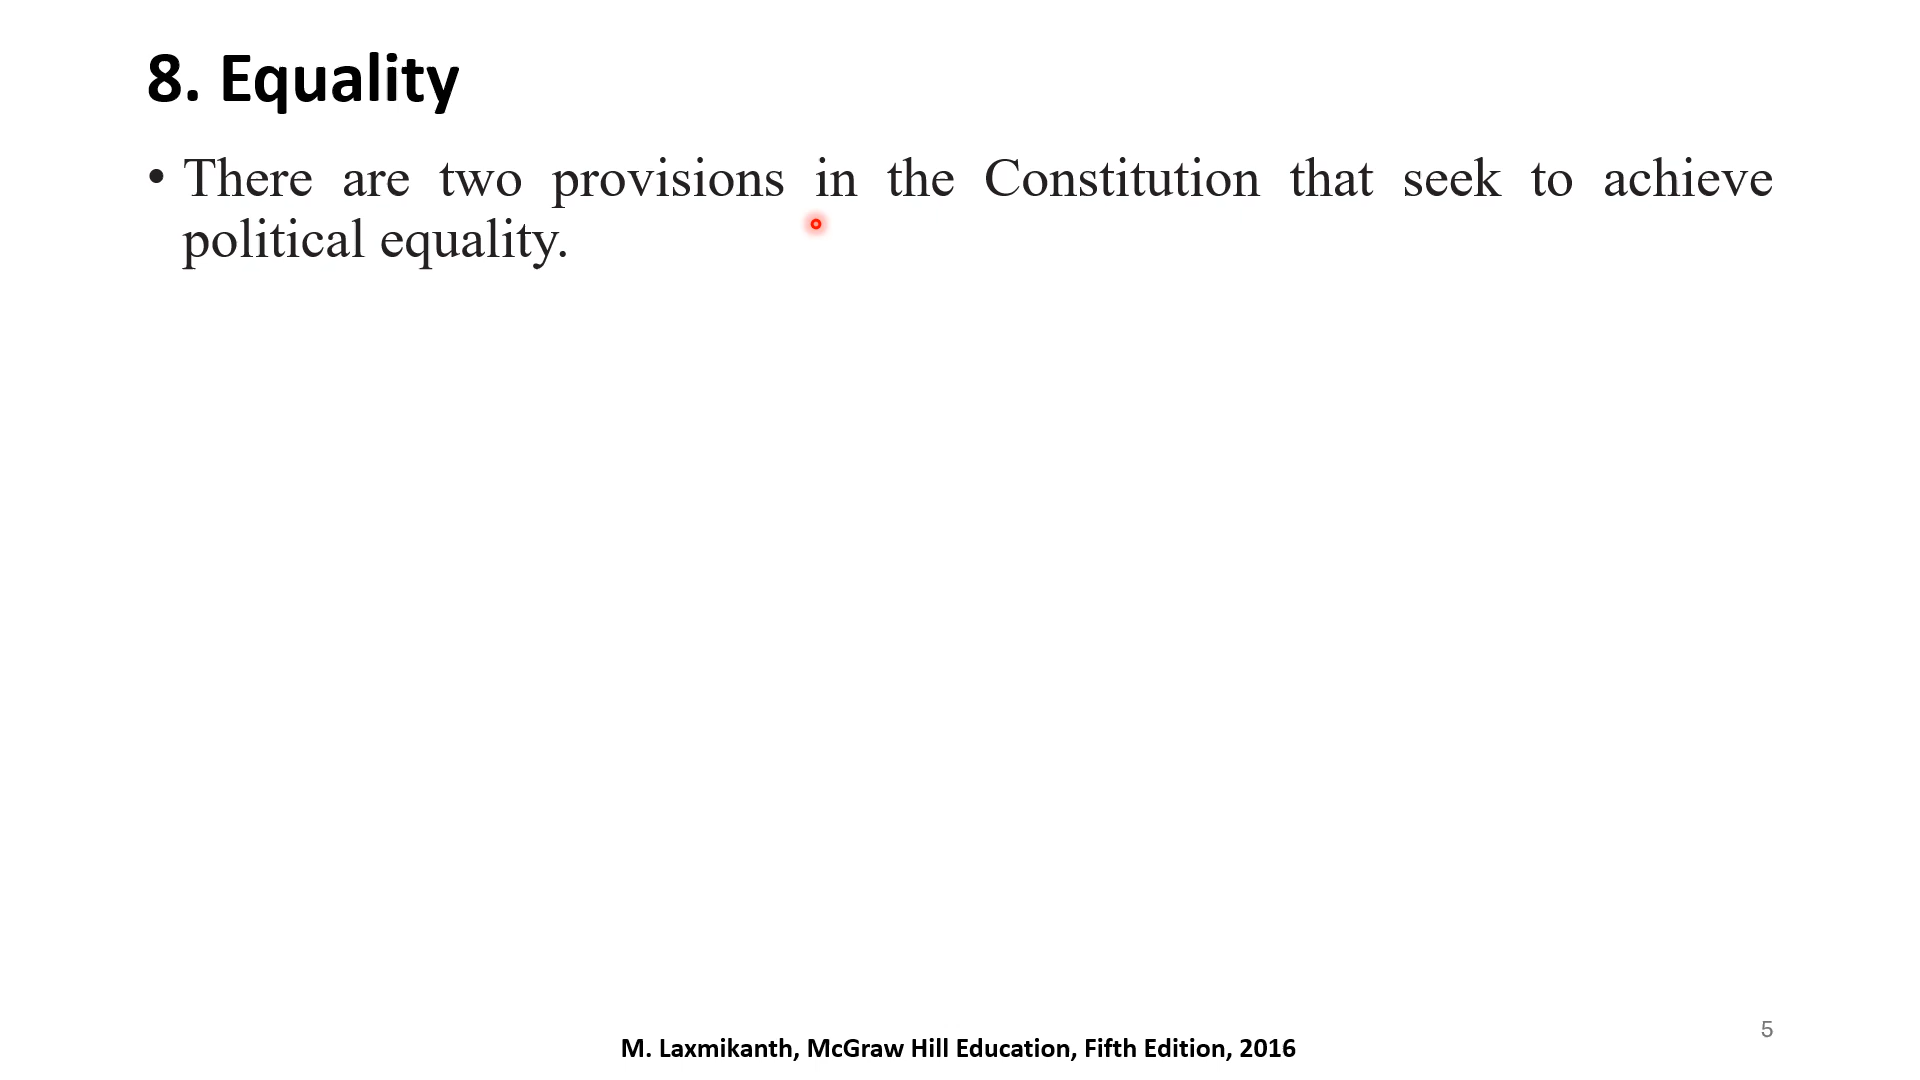 8. Equality
• There are two provisions in the Constitution that seek to achieve
political equality.
5
M. Laxmikanth, McGraw Hill Education, Fifth Edition, 2016